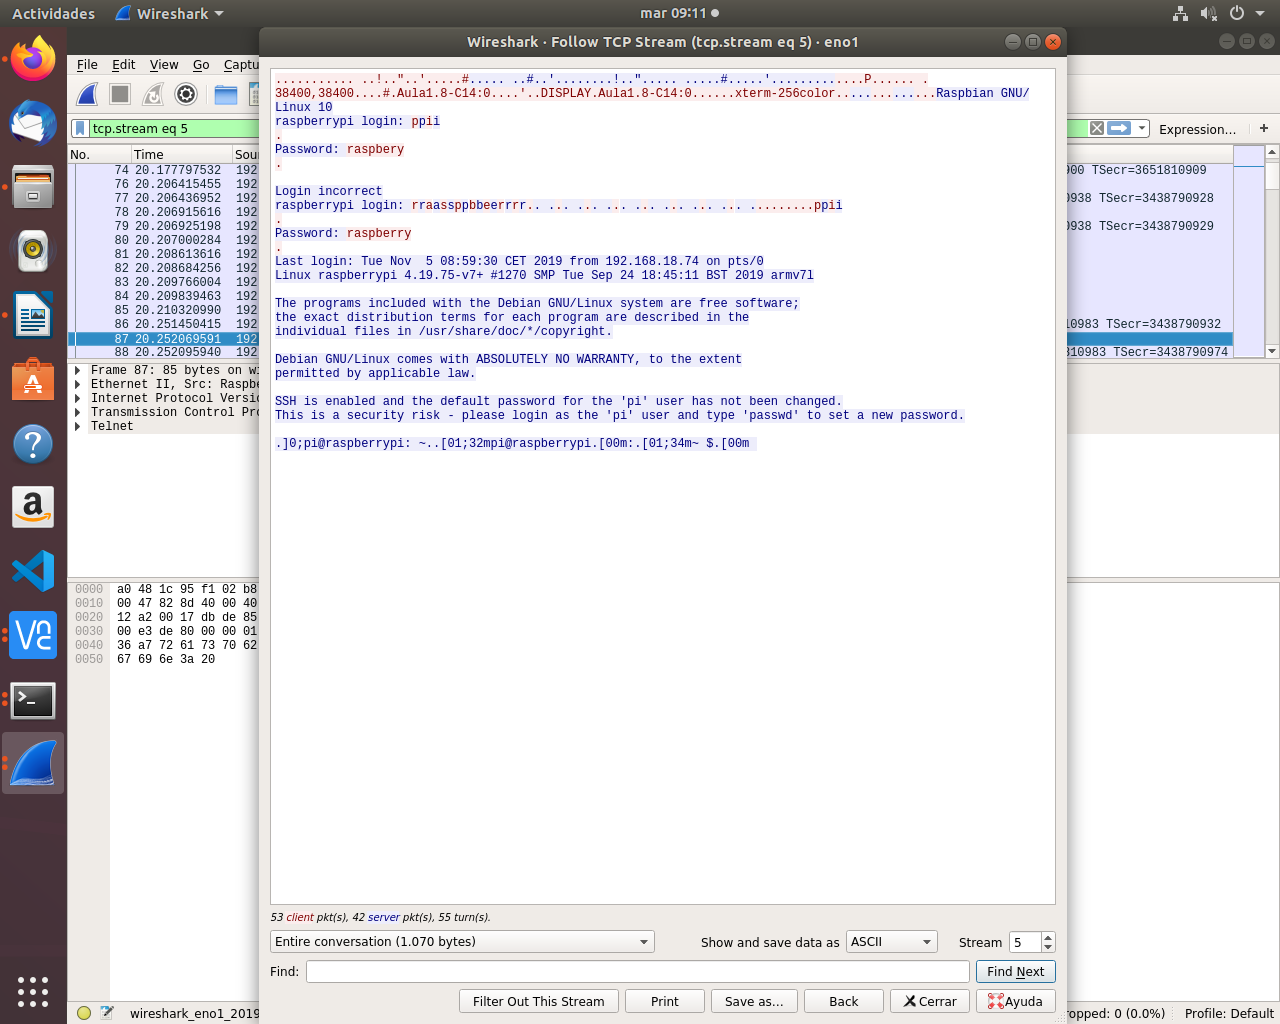 Actividades
Wireshark
mar 09:11
Wireshark · Follow TCP Stream (tcp.stream eq 5) · eno1
File Edit View Go Captu
tcp.stream eq 5
Expression...
+
No. Time Sour
74 20.177797532 192
76 20.206415455 192
77 20.206436952 192
78 20.206915616 192
79 20.206925198 192
80 20.207000284 192
81 20.208613616 192
82 20.208684256 192
83 20.209766004 192
84 20.209839463 192
85 20.210320990 192
86 20.251450415 192
87 20.252069591 192
88 20.252095940 192
900 TSecr=3651810909
0938 TSecr=3438790928
0938 TSecr=3438790929
10983 TSecr=3438790932
810983 TSecr=3438790974
Frame 87: 85 bytes on wi
Ethernet II, Src: Raspbe
Internet Protocol Versio
Transmission Control Pro
Telnet
0000 a0 48 1c 95 f1 02 b8
0010 00 47 82 8d 40 00 40
0020 12 a2 00 17 db de 85
0030 00 e3 de 80 00 00 01
0040 36 a7 72 61 73 70 62
0050 67 69 6e 3a 20
........... ..!.."..'.....#..... ..#..'........!.."..... .....#.....'.............P...... .
38400,38400....#.Aula1.8-C14:0....'..DISPLAY.Aula1.8-C14:0......xterm-256color..............Raspbian GNU/
Linux 10
raspberrypi login: ppii
.
Password: raspbery
.
Login incorrect
raspberrypi login: rraassppbbeerrrr.. ... ... ... ... ... ... ... .........ppii
.
Password: raspberry
.
Last login: Tue Nov  5 08:59:30 CET 2019 from 192.168.18.74 on pts/0
Linux raspberrypi 4.19.75-v7+ #1270 SMP Tue Sep 24 18:45:11 BST 2019 armv7l
The programs included with the Debian GNU/Linux system are free software;
the exact distribution terms for each program are described in the
individual files in /usr/share/doc/*/copyright.
Debian GNU/Linux comes with ABSOLUTELY NO WARRANTY, to the extent
permitted by applicable law.
SSH is enabled and the default password for the 'pi' user has not been changed.
This is a security risk - please login as the 'pi' user and type 'passwd' to set a new password.
.]0;pi@raspberrypi: ~..[01;32mpi@raspberrypi.[00m:.[01;34m~ $.[00m
53 client pkt(s), 42 server pkt(s), 55 turn(s).
Entire conversation (1.070 bytes)
Show and save data as ASCII
Stream 5
Find:
Find Next
Filter Out This Stream
Print
Save as...
Back
Cerrar
Ayuda
wireshark_eno1_2019
ropped: 0 (0.0%)
Profile: Default